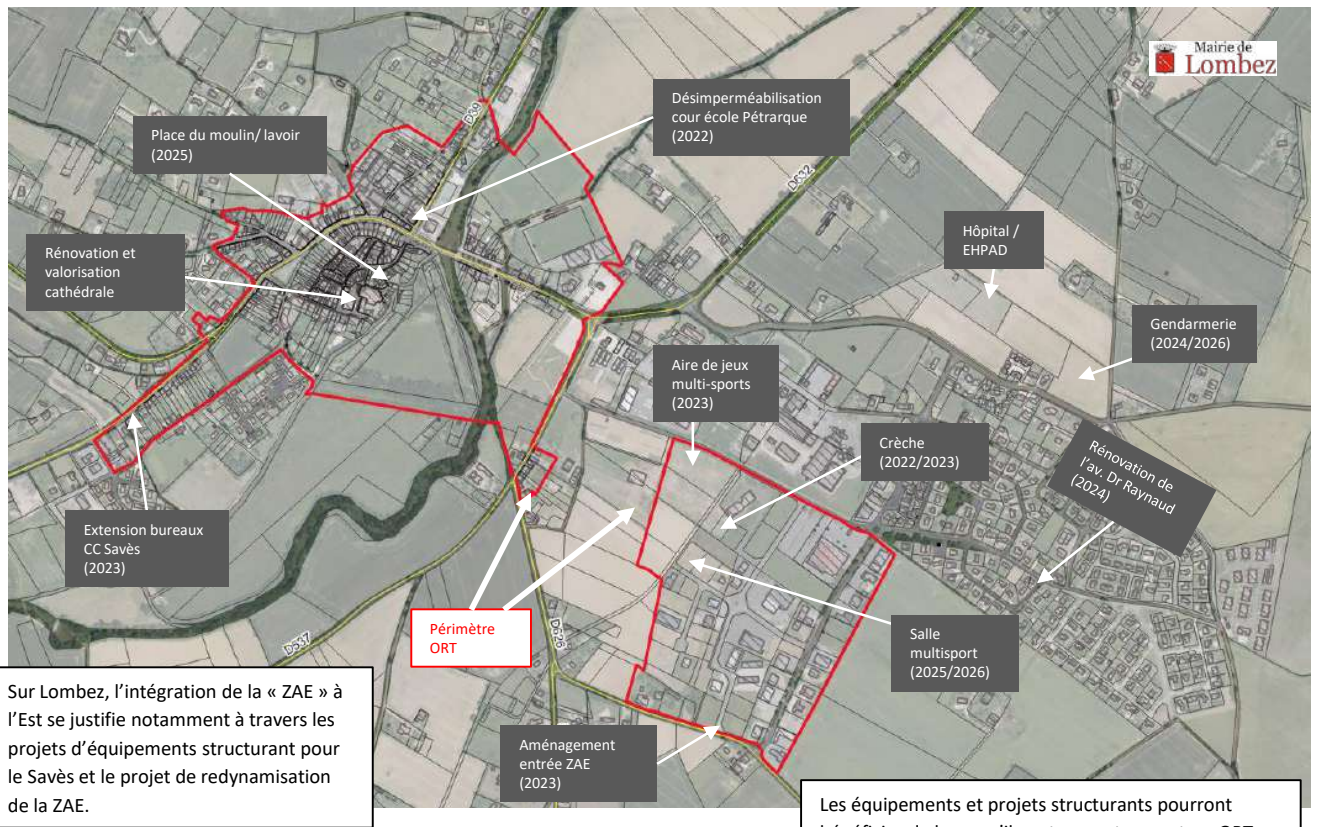 Mairie de
Lombez
Désimperméabilisation
cour école Pétrarque
(2022)
Place du moulin/ lavoir
(2025)
D39
D632
Rénovation et
valorisation
cathédrale
Hôpital /
EHPAD
Gendarmerie
(2024/2026)
Aire de jeux
multi-sports
(2023)
Crèche
(2022/2023)
Rénovation de
l'av. Dr Raynaud
(2024)
Extension bureaux
CC Savès
(2023)
Périmètre
ORT
D337
D626
Salle
multisport
(2025/2026)
Aménagement
entrée ZAE
(2023)
Sur Lombez, l'intégration de la « ZAE » à
l'Est se justifie notamment à travers les
projets d'équipements structurant pour
le Savès et le projet de redynamisation
de la ZAE.
Les équipements et projets structurants pourront